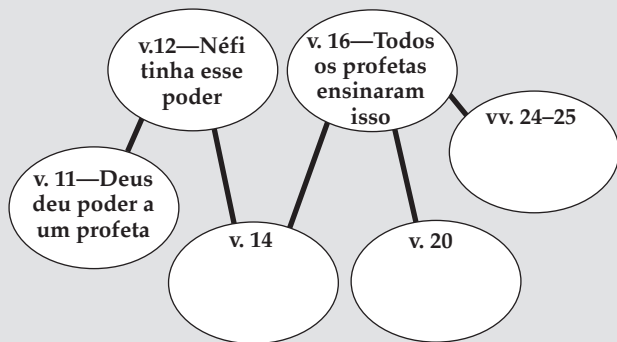 v.12—Néfi
tinha esse
poder
v. 16—Todos
os profetas
ensinaram
isso
vv. 24–25
v. 11—Deus
deu poder a
um profeta
v. 14
v. 20